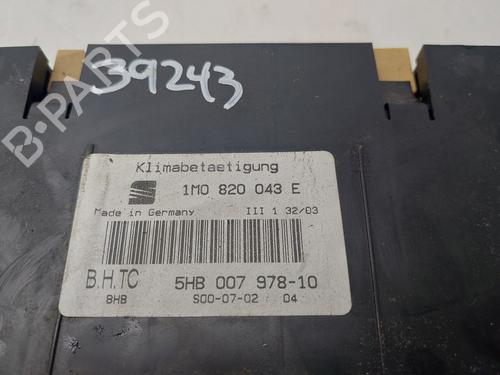 39243
Klimabetaetigung
1M0 820 043 E
Made in Germany III 1 32/03
B.H.TC 5HB 007 978-10
BHB S00-07-02 04
B-PARTS